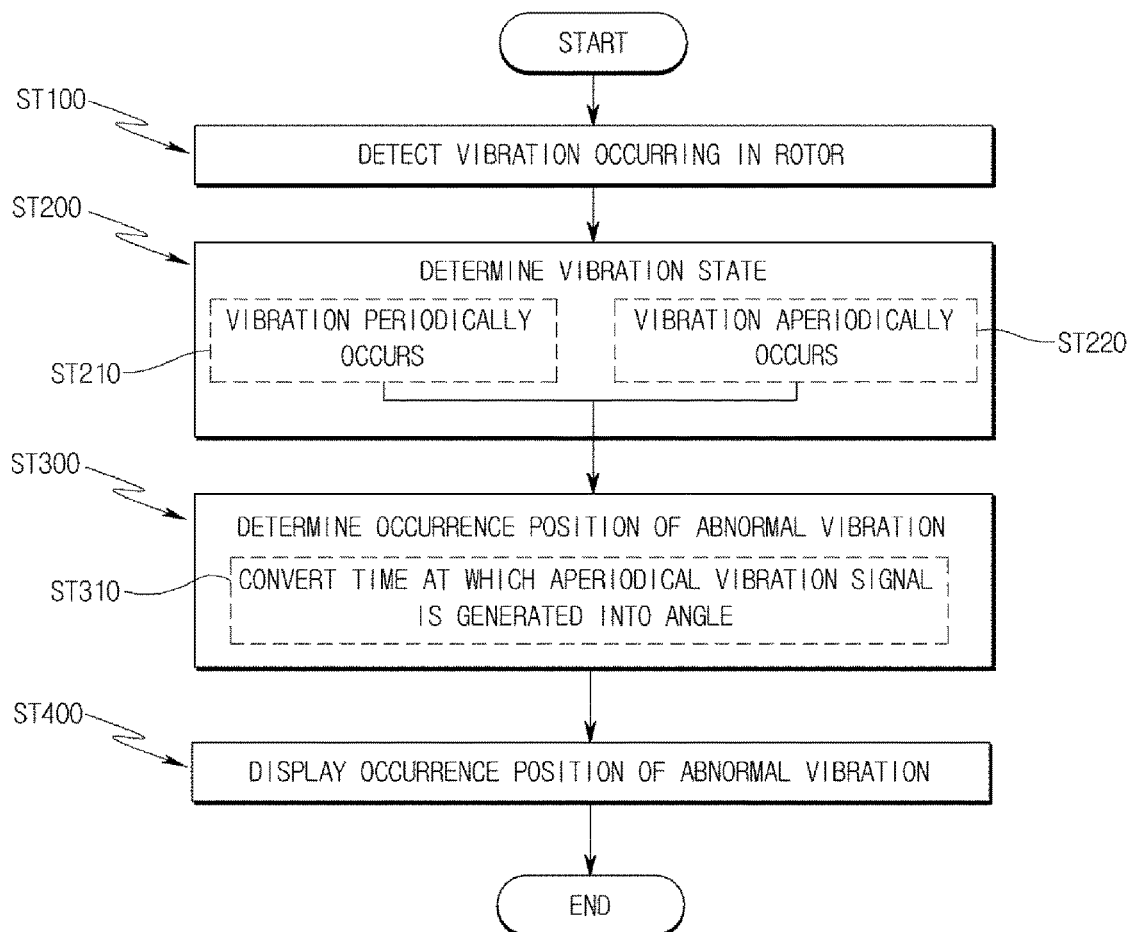 START
ST100
DETECT VIBRATION OCCURRING IN ROTOR
ST200
DETERMINE VIBRATION STATE
VIBRATION PERIODICALLY
OCCURS
ST210
VIBRATION APERIODICALLY
OCCURS
ST220
ST300
DETERMINE OCCURRENCE POSITION OF ABNORMAL VIBRATION
ST310
CONVERT TIME AT WHICH APERIODICAL VIBRATION SIGNAL
IS GENERATED INTO ANGLE
ST400
DISPLAY OCCURRENCE POSITION OF ABNORMAL VIBRATION
END